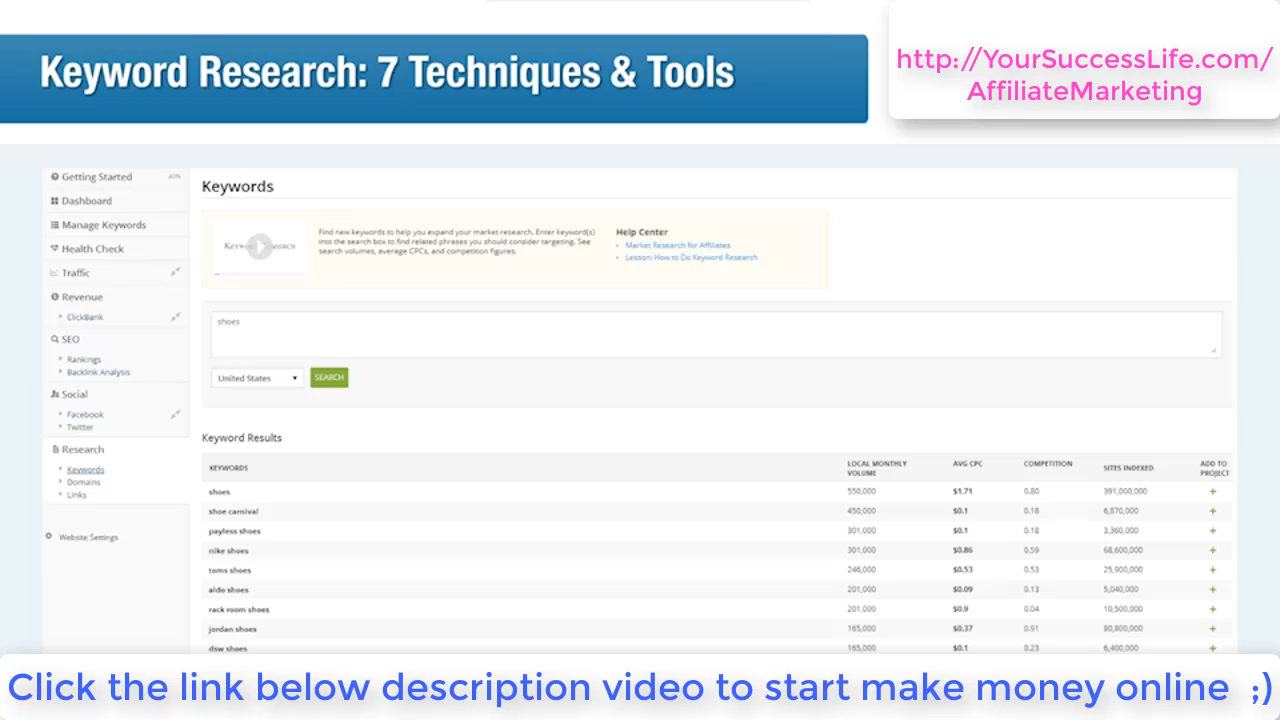 Keyword Research: 7 Techniques & Tools
http://YourSuccessLife.com/
AffiliateMarketing
Getting Started
Dashboard
Manage Keywords
Health Check
Traffic
Revenue
ClickBank
SEO
Rankings
Backlink Analysis
Social
Facebook
Twitter
Research
Keywords
Domains
Links
Website Settings
Keywords
Find new keywords to help you expand your market research. Enter keyword(s)
into the search box to find related phrases you should consider targeting. See
search volumes, average CPCs, and competition figures.
Help Center
Market Research for Affiliates
Lesson: How to Do Keyword Research
shoes
United States SEARCH
Keyword Results
KEYWORDS LOCAL MONTHLY VOLUME AVG CPC COMPETITION SITES INDEXED ADD TO PROJECT
shoes 550,000 $1.71 0.80 391,000,000 +
shoe carnival 450,000 $0.1 0.18 6,870,000 +
payless shoes 301,000 $0.1 0.18 3,360,000 +
nike shoes 301,000 $0.86 0.59 68,600,000 +
toms shoes 246,000 $0.53 0.53 25,900,000 +
aldo shoes 201,000 $0.09 0.13 5,040,000 +
rack room shoes 201,000 $0.9 0.04 10,500,000 +
jordan shoes 165,000 $0.37 0.91 80,800,000 +
dsw shoes 165,000 $0.1 0.23 6,400,000 +
Click the link below description video to start make money online ;)